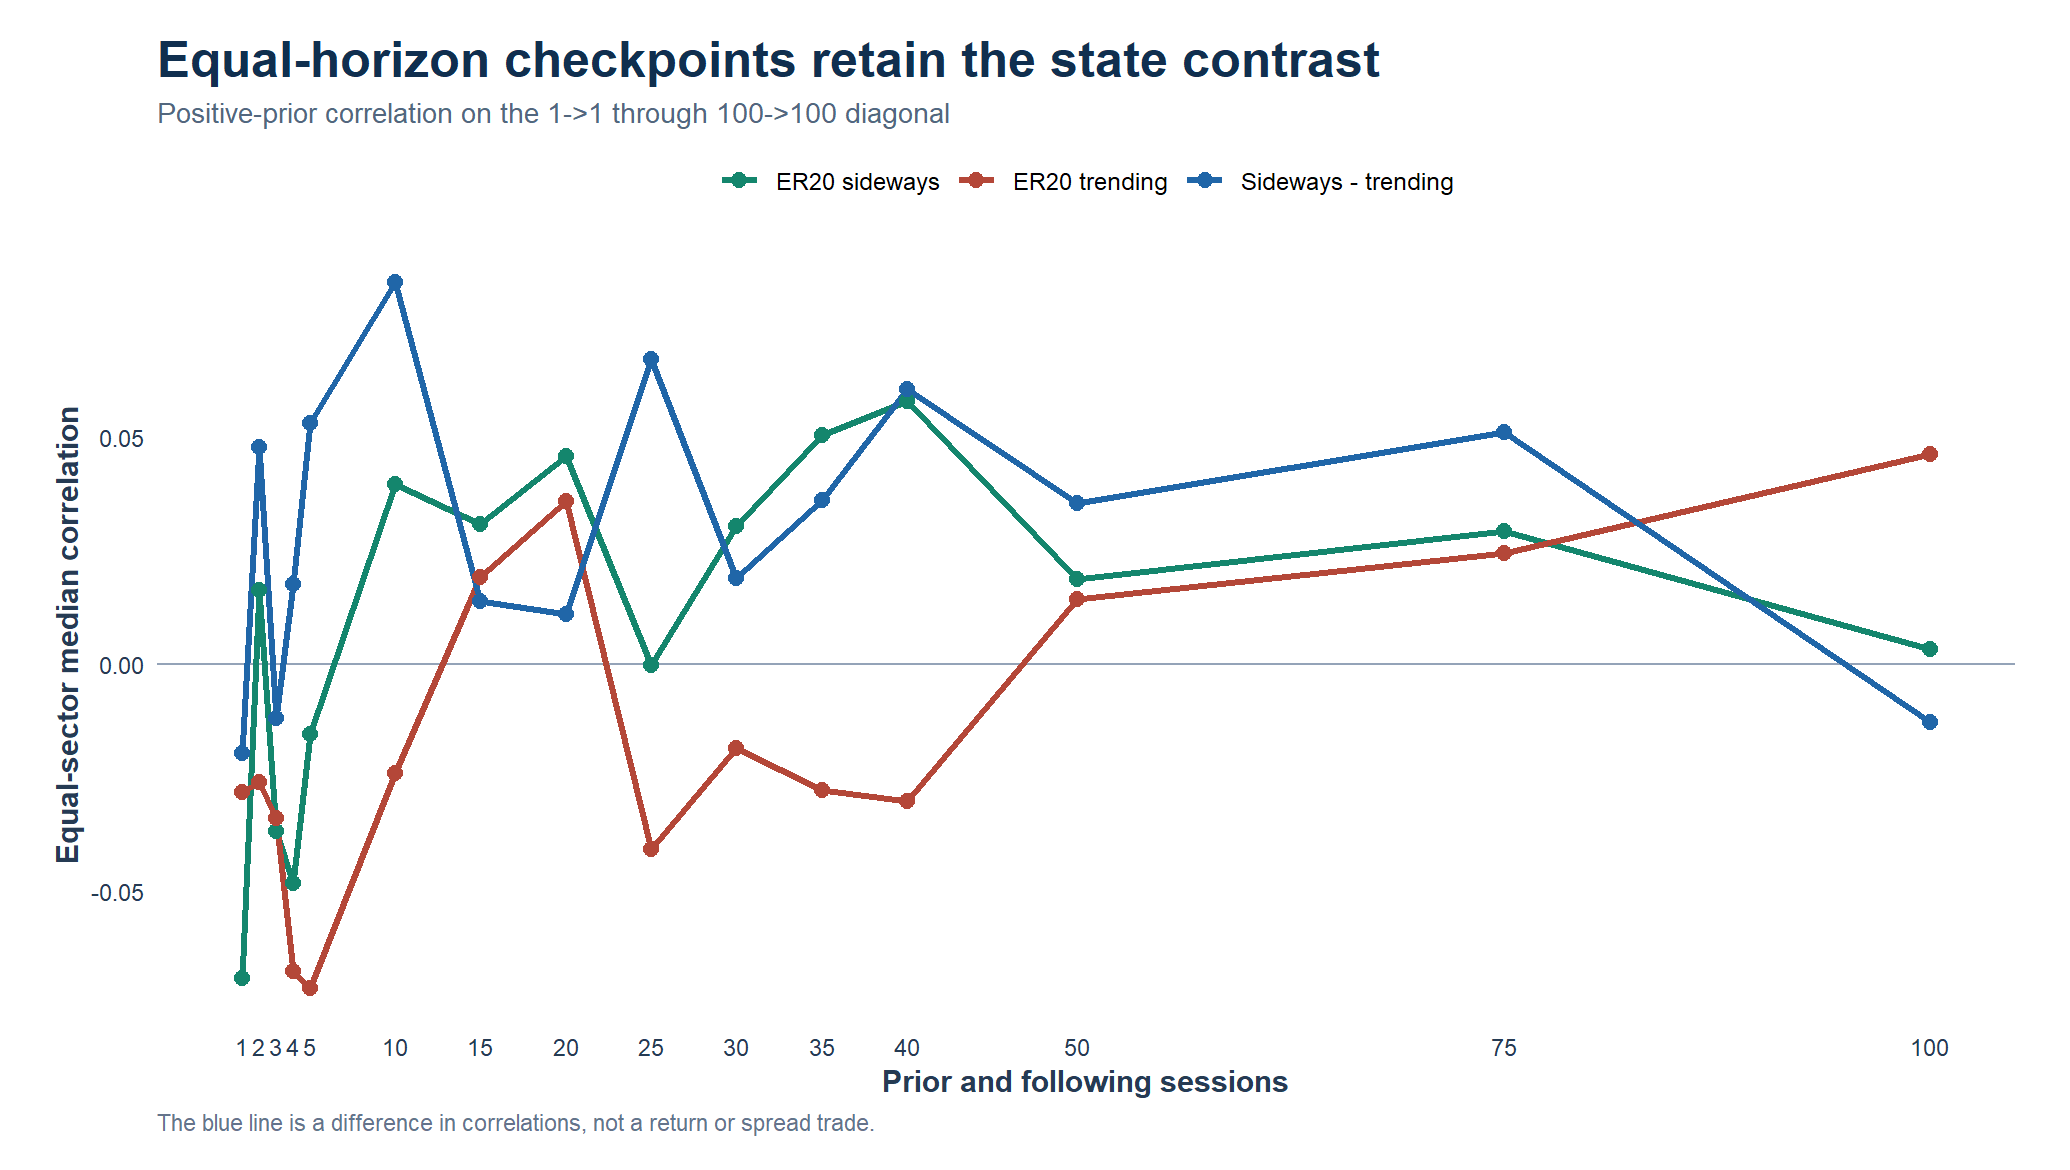 Equal-horizon checkpoints retain the state contrast
Positive-prior correlation on the 1->1 through 100->100 diagonal
ER20 sideways ER20 trending Sideways - trending
Equal-sector median correlation
0.05
0.00
-0.05
1 2 3 4 5 10 15 20 25 30 35 40 50 75 100
Prior and following sessions
The blue line is a difference in correlations, not a return or spread trade.